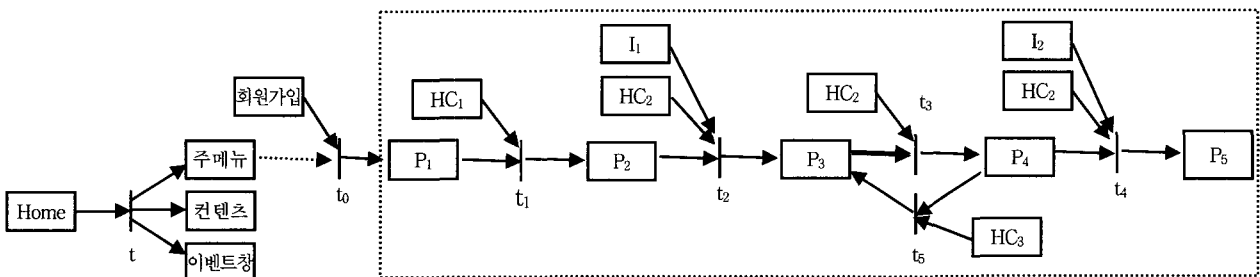 I₁
I₂
회원가입
HC₁
HC₂
HC₂
t₃
HC₂
주메뉴
P₁
P₂
P₃
P₄
P₅
t₀
t₁
t₂
t₄
Home
컨텐츠
t
이벤트창
t₅
HC₃